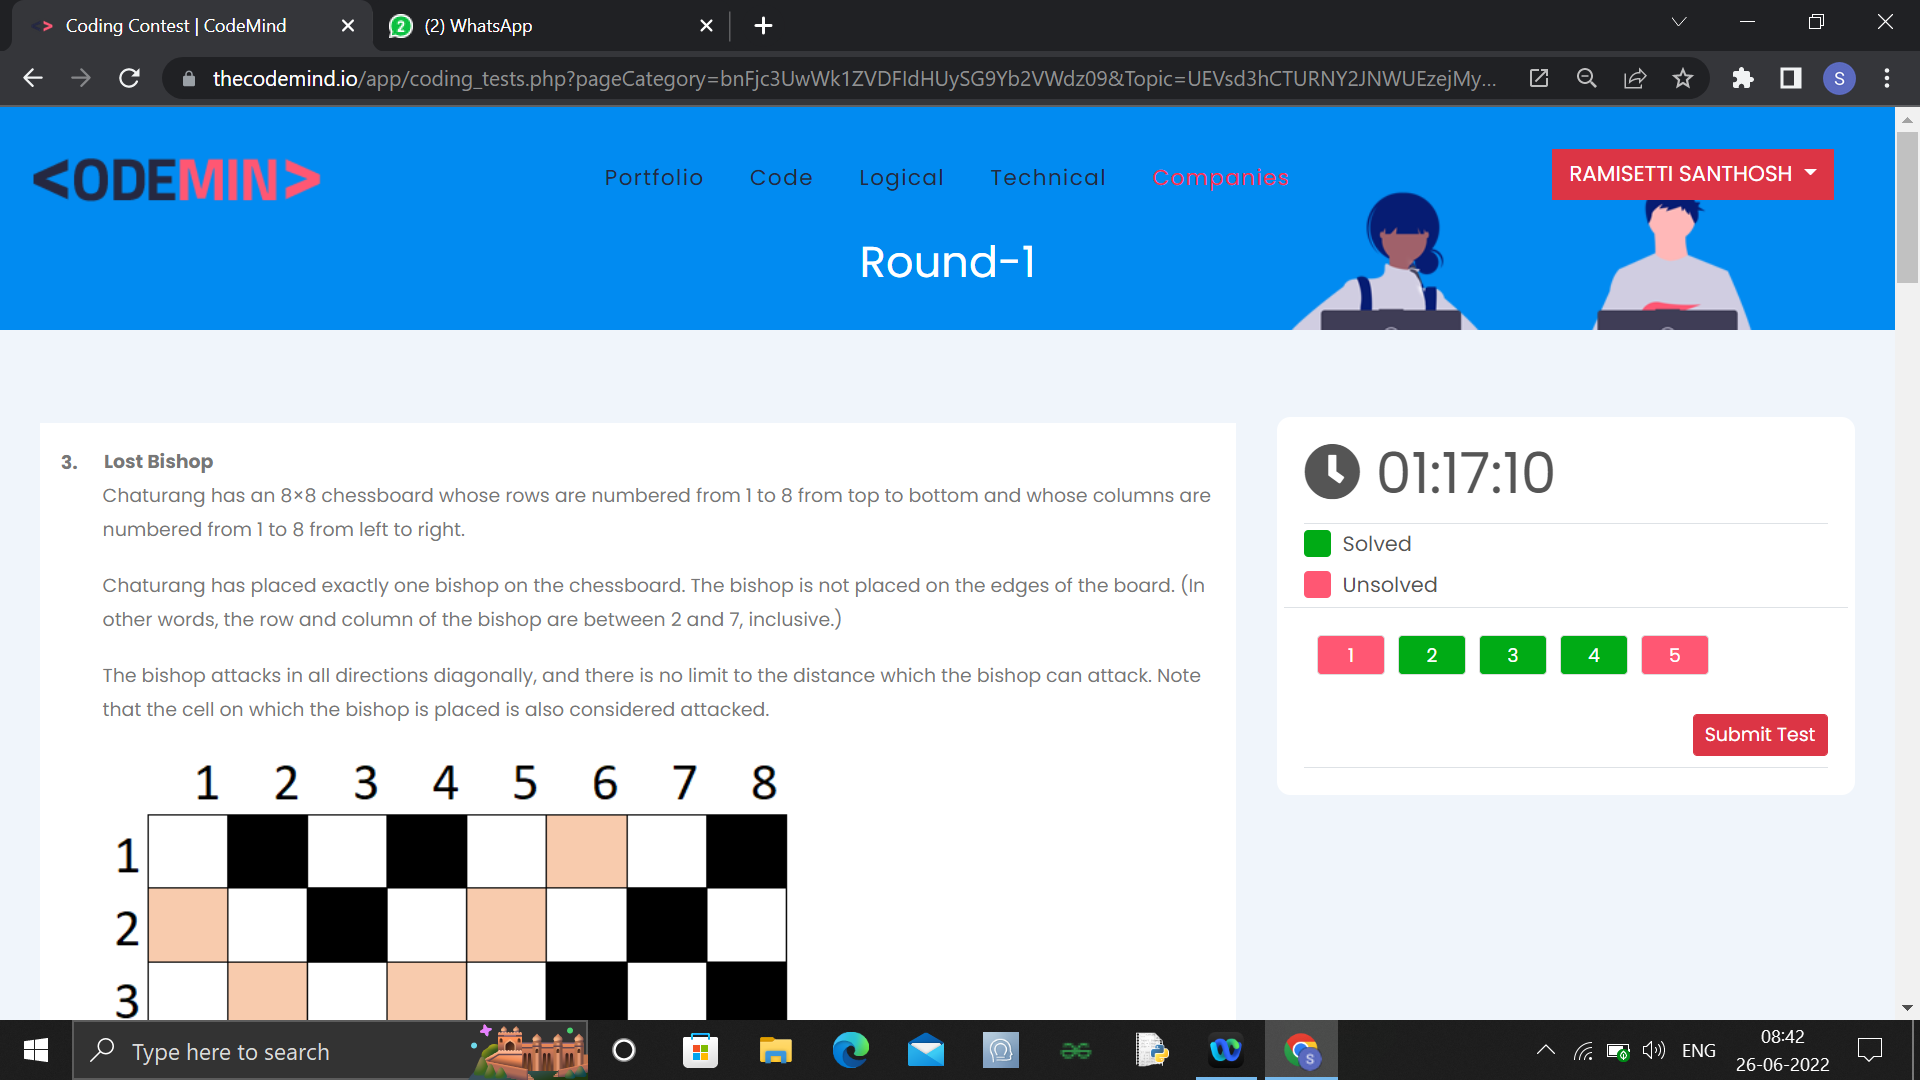 Coding Contest | CodeMind
(2) WhatsApp
thecodemind.io/app/coding_tests.php?pageCategory=bnFjc3UwWk1ZVDFIdHUySG9Yb2VWdz09&Topic=UEVsd3hCTURNY2JNWUEzejMy...
S
<ODEMIN>
Portfolio
Code
Logical
Technical
Companies
RAMISETTI SANTHOSH
Round-1
3. Lost Bishop
Chaturang has an 8×8 chessboard whose rows are numbered from 1 to 8 from top to bottom and whose columns are
numbered from 1 to 8 from left to right.
Chaturang has placed exactly one bishop on the chessboard. The bishop is not placed on the edges of the board. (In
other words, the row and column of the bishop are between 2 and 7, inclusive.)
The bishop attacks in all directions diagonally, and there is no limit to the distance which the bishop can attack. Note
that the cell on which the bishop is placed is also considered attacked.
1 2 3 4 5 6 7 8
1
2
3
01:17:10
Solved
Unsolved
1 2 3 4 5
Submit Test
Type here to search
ENG
08:42
26-06-2022